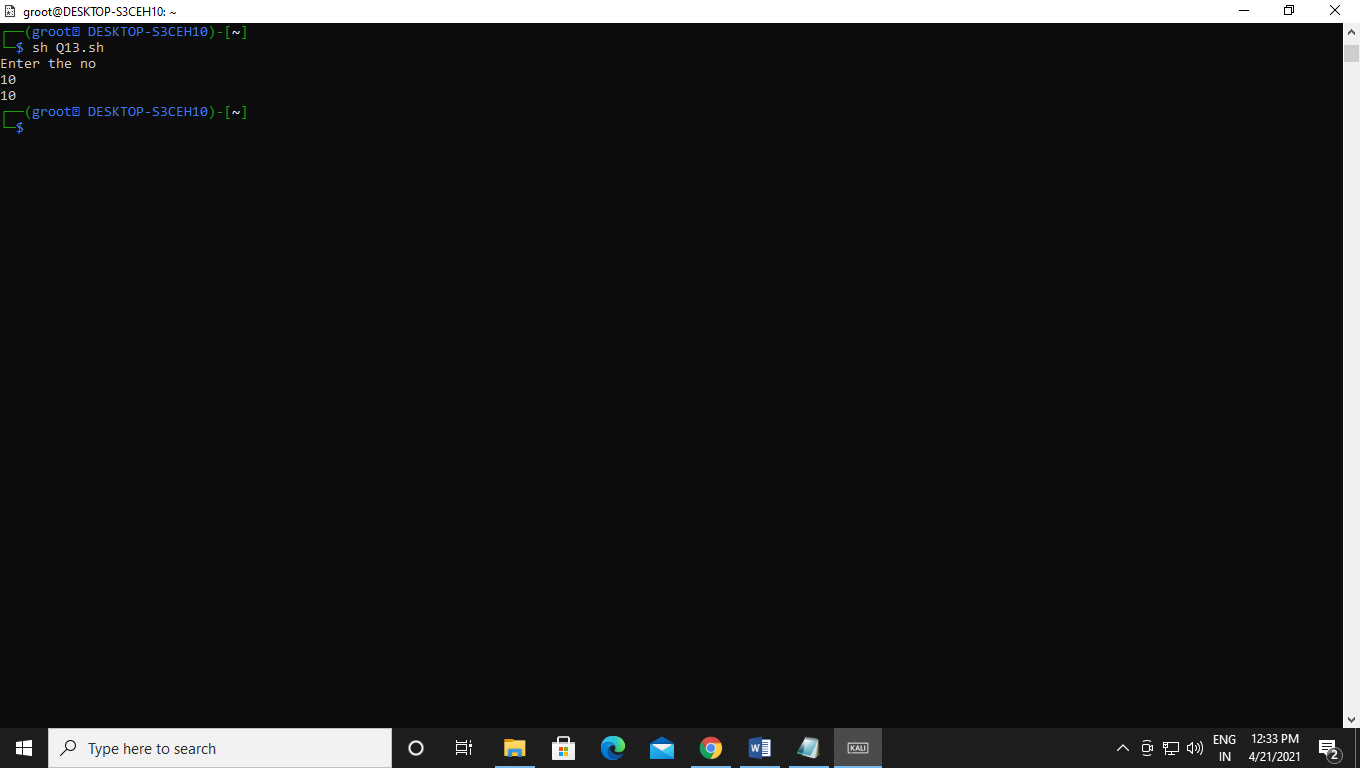 groot@DESKTOP-S3CEH10: ~
┌──(groot⍰ DESKTOP-S3CEH10)-[~]
└─$ sh Q13.sh
Enter the no
10
10
┌──(groot⍰ DESKTOP-S3CEH10)-[~]
└─$
Type here to search
KALI
ENG
IN
12:33 PM
4/21/2021
2